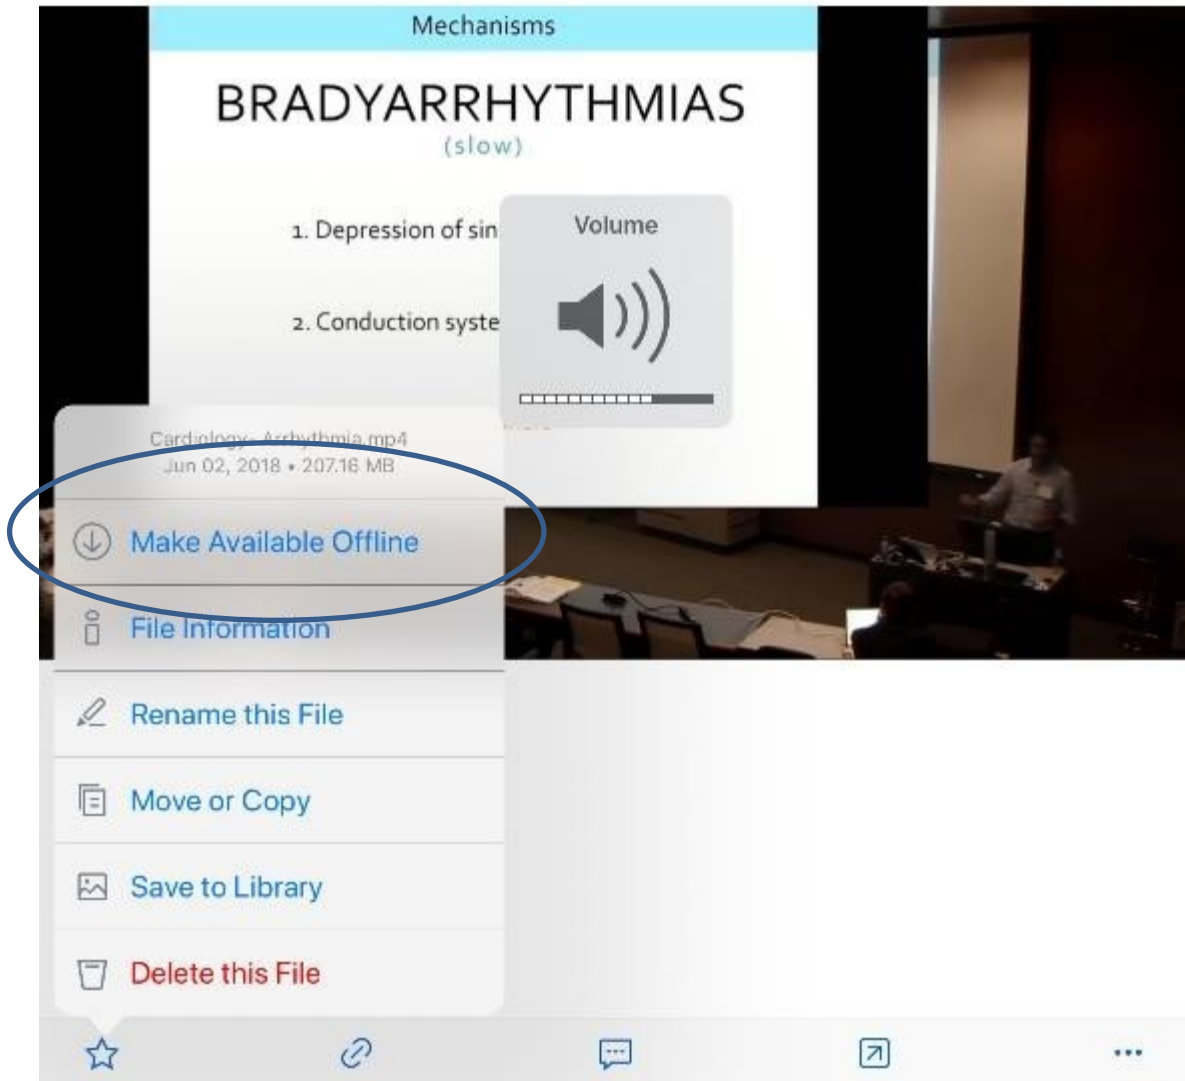 Mechanisms
BRADYARRHYTHMIAS
(slow)
1. Depression of sin
Volume
2. Conduction syste
Cardiology- Arrhythmia.mp4
Jun 02, 2018 • 207.16 MB
Make Available Offline
File Information
Rename this File
Move or Copy
Save to Library
Delete this File